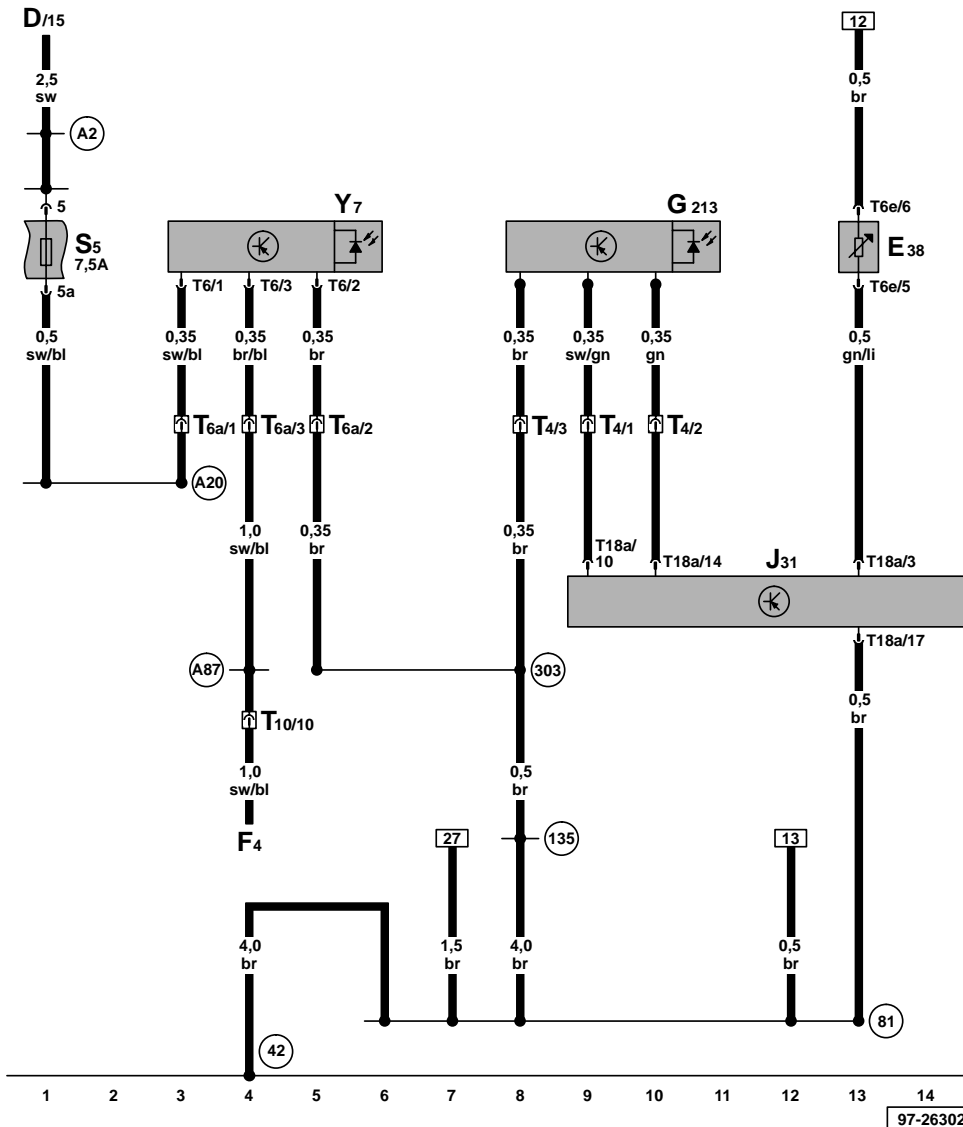 D/15
12
2,5
sw
0,5
br
A2
5
Y7
G213
T6e/6
S5
7,5A
E38
5a
T6/1
T6/3
T6/2
T6e/5
0,5
sw/bl
0,35
sw/bl
0,35
br/bl
0,35
br
0,35
br
0,35
sw/gn
0,35
gn
0,5
gn/li
T6a/1
T6a/3
T6a/2
T4/3
T4/1
T4/2
A20
1,0
sw/bl
0,35
br
0,35
br
T18a/
10
T18a/14
J31
T18a/3
T18a/17
A87
303
T10/10
0,5
br
1,0
sw/bl
0,5
br
F4
27
135
13
4,0
br
1,5
br
4,0
br
0,5
br
42
81
1 2 3 4 5 6 7 8 9 10 11 12 13 14
97-26302